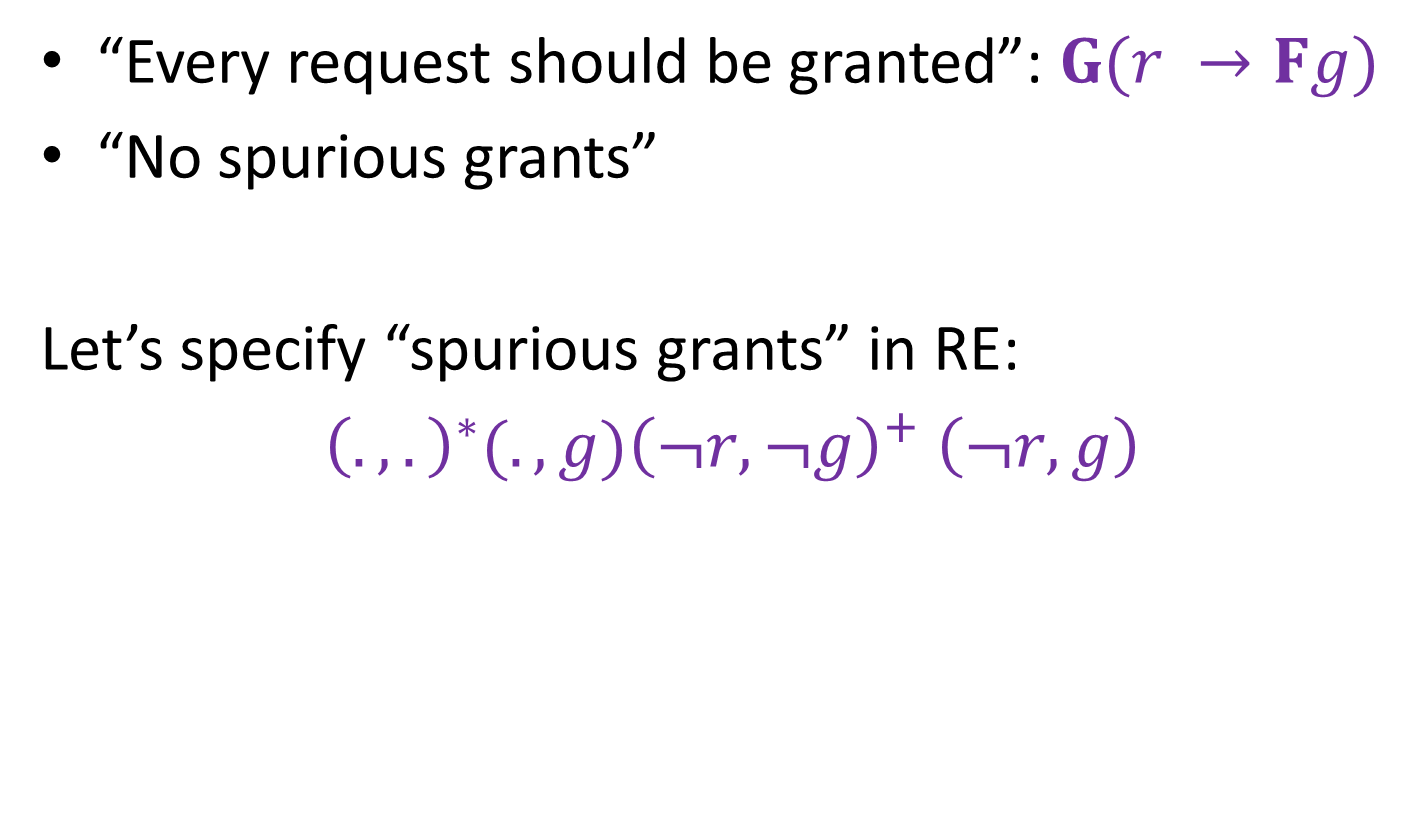 • “Every request should be granted”: G(r → Fg)
• “No spurious grants”
Let’s specify “spurious grants” in RE:
(.,.)*(.,g)(¬r,¬g)⁺ (¬r,g)